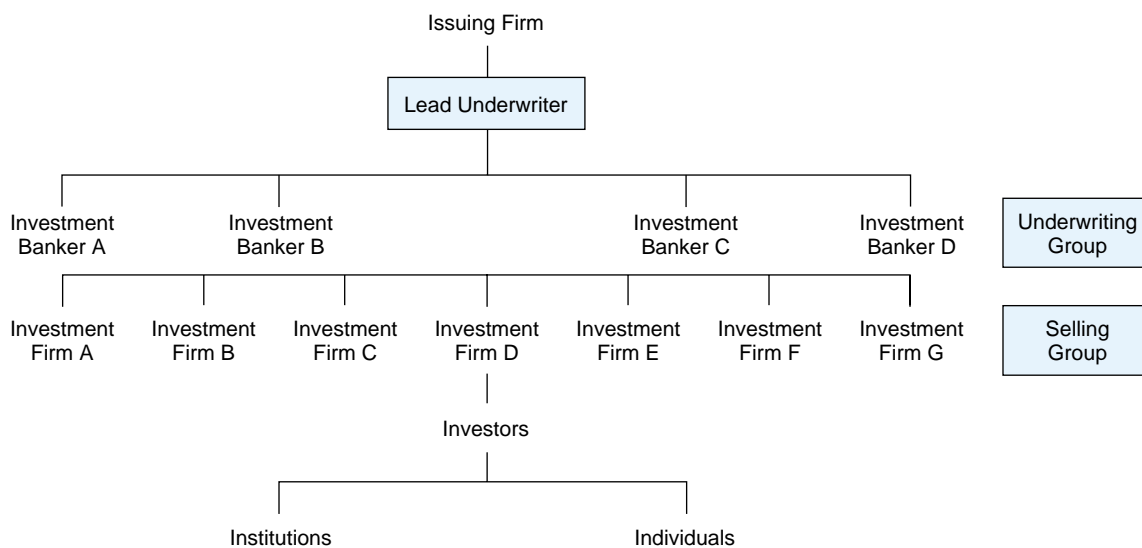 Issuing Firm
Lead Underwriter
Investment
Banker A
Investment
Banker B
Investment
Banker C
Investment
Banker D
Underwriting
Group
Investment
Firm A
Investment
Firm B
Investment
Firm C
Investment
Firm D
Investment
Firm E
Investment
Firm F
Investment
Firm G
Selling
Group
Investors
Institutions
Individuals